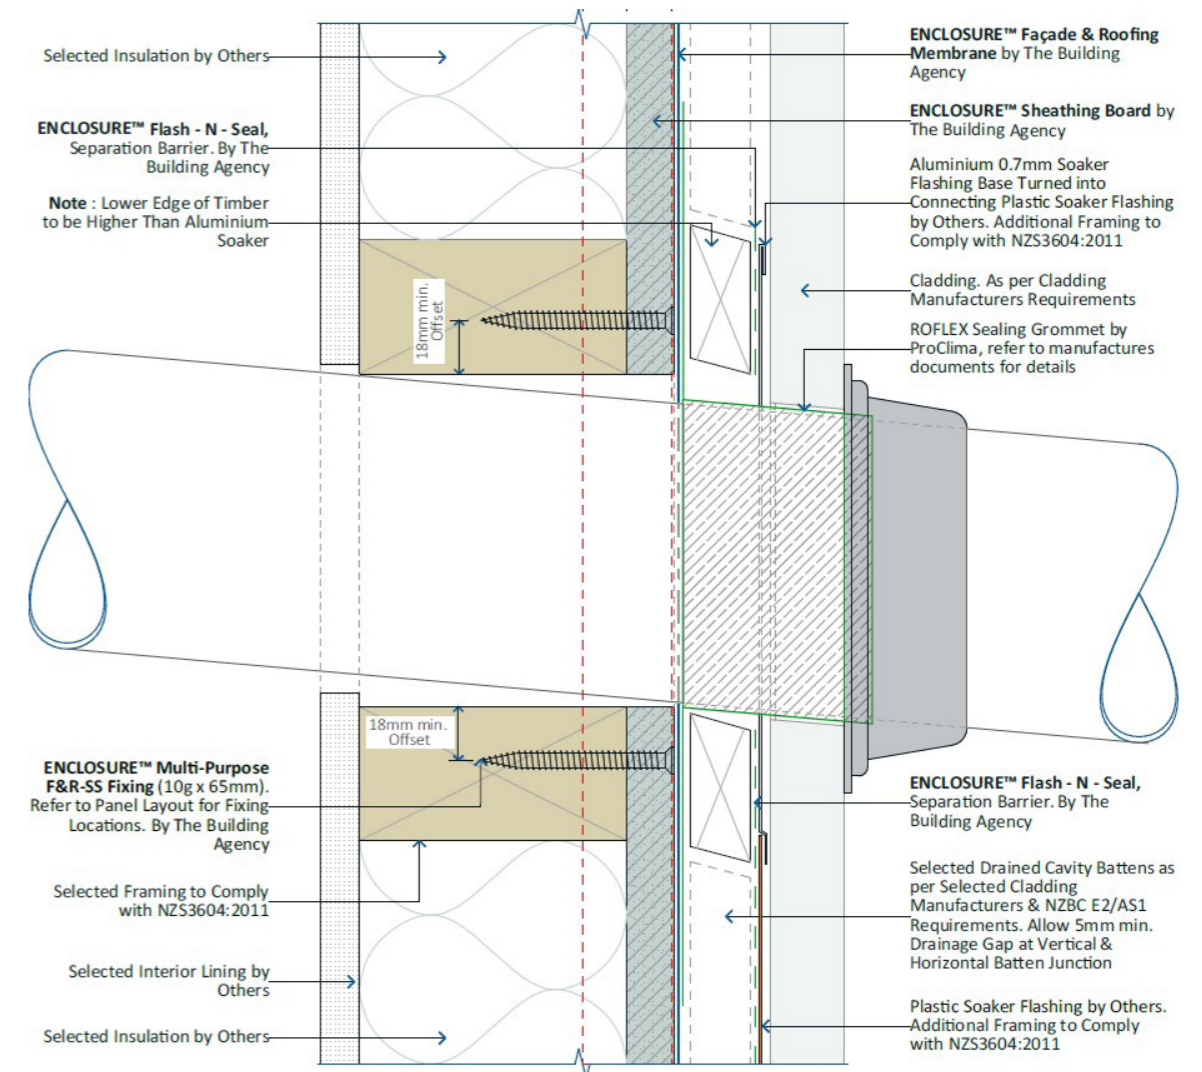 Selected Insulation by Others
ENCLOSURE™ Flash - N - Seal,
Separation Barrier. By The
Building Agency
Note : Lower Edge of Timber
to be Higher Than Aluminium
Soaker
18mm min.
Offset
18mm min.
Offset
ENCLOSURE™ Multi-Purpose
F&R-SS Fixing (10g x 65mm).
Refer to Panel Layout for Fixing
Locations. By The Building
Agency
Selected Framing to Comply
with NZS3604:2011
Selected Interior Lining by
Others
Selected Insulation by Others
ENCLOSURE™ Façade & Roofing
Membrane by The Building
Agency
ENCLOSURE™ Sheathing Board by
The Building Agency
Aluminium 0.7mm Soaker
Flashing Base Turned into
Connecting Plastic Soaker Flashing
by Others. Additional Framing to
Comply with NZS3604:2011
Cladding. As per Cladding
Manufacturers Requirements
ROFLEX Sealing Grommet by
ProClima, refer to manufactures
documents for details
ENCLOSURE™ Flash - N - Seal,
Separation Barrier. By The
Building Agency
Selected Drained Cavity Battens as
per Selected Cladding
Manufacturers & NZBC E2/AS1
Requirements. Allow 5mm min.
Drainage Gap at Vertical &
Horizontal Batten Junction
Plastic Soaker Flashing by Others.
Additional Framing to Comply
with NZS3604:2011